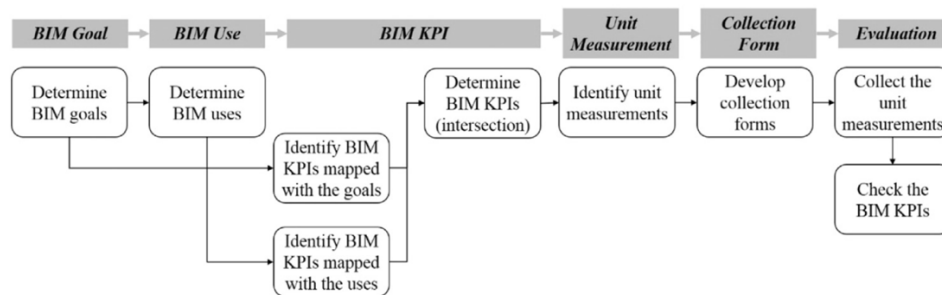 BIM Goal
BIM Use
BIM KPI
Unit
Measurement
Collection
Form
Evaluation
Determine
BIM goals
Determine
BIM uses
Identify BIM
KPIs mapped
with the goals
Identify BIM
KPIs mapped
with the uses
Determine
BIM KPIs
(intersection)
Identify unit
measurements
Develop
collection
forms
Collect the
unit
measurements
Check the
BIM KPIs